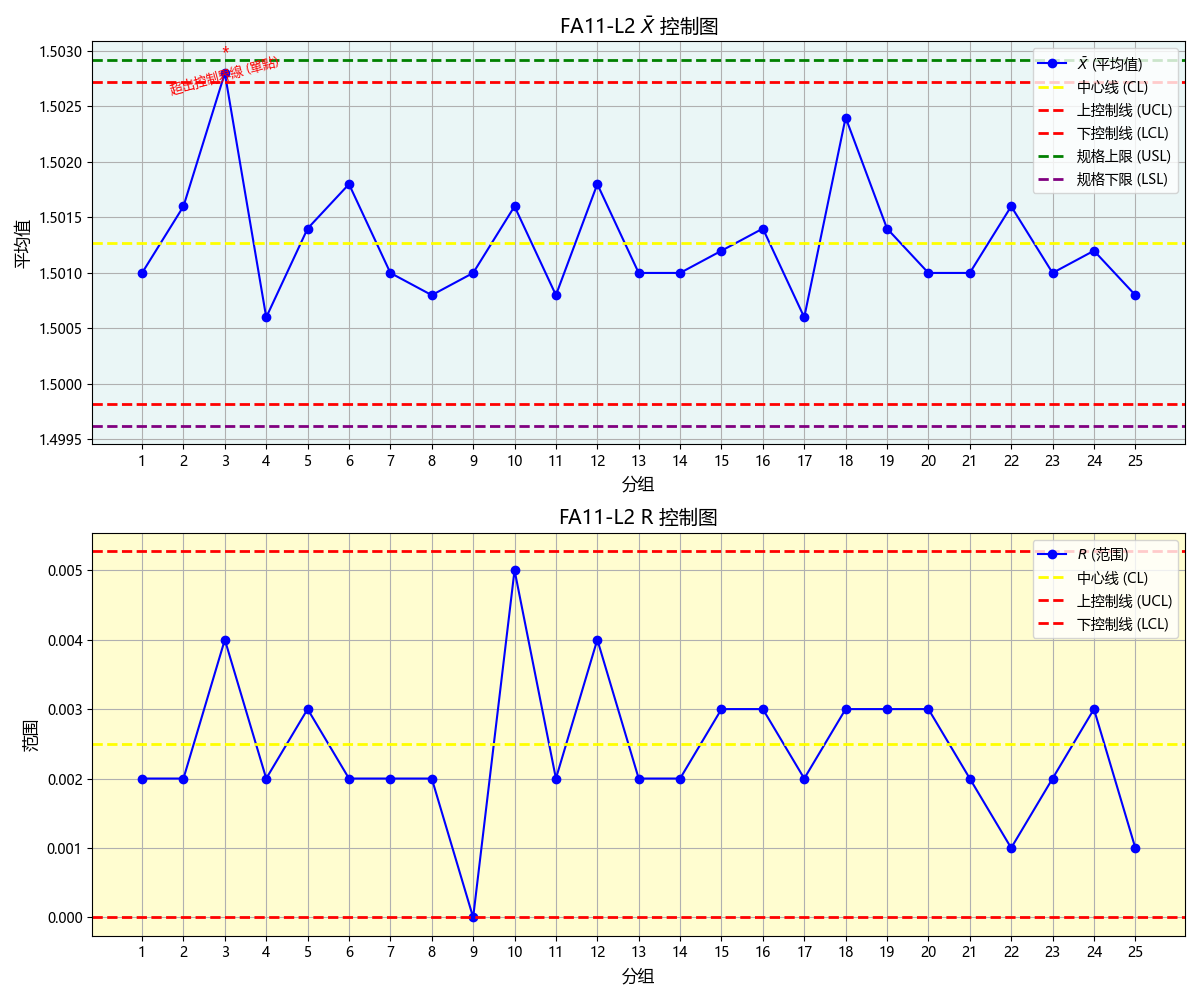 FA11-L2 X̄ 控制图
1.5030
1.5025
1.5020
1.5015
1.5010
1.5005
1.5000
1.4995
平均值
*
超出控制界線 (單點)
X̄ (平均值)
中心线 (CL)
上控制线 (UCL)
下控制线 (LCL)
规格上限 (USL)
规格下限 (LSL)
1 2 3 4 5 6 7 8 9 10 11 12 13 14 15 16 17 18 19 20 21 22 23 24 25
分组
FA11-L2 R 控制图
0.005
0.004
0.003
0.002
0.001
0.000
范围
R (范围)
中心线 (CL)
上控制线 (UCL)
下控制线 (LCL)
1 2 3 4 5 6 7 8 9 10 11 12 13 14 15 16 17 18 19 20 21 22 23 24 25
分组